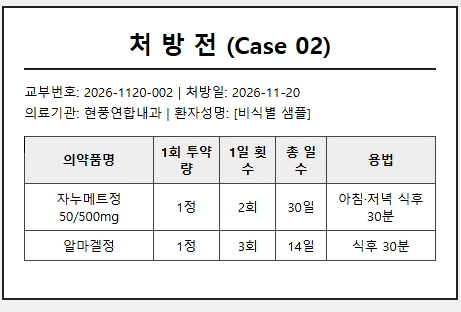 처 방 전 (Case 02)
교부번호: 2026-1120-002 | 처방일: 2026-11-20
의료기관: 현풍연합내과 | 환자성명: [비식별 샘플]
의약품명 1회 투약량 1일 횟수 총 일수 용법
자누메트정 50/500mg 1정 2회 30일 아침·저녁 식후 30분
알마겔정 1정 3회 14일 식후 30분